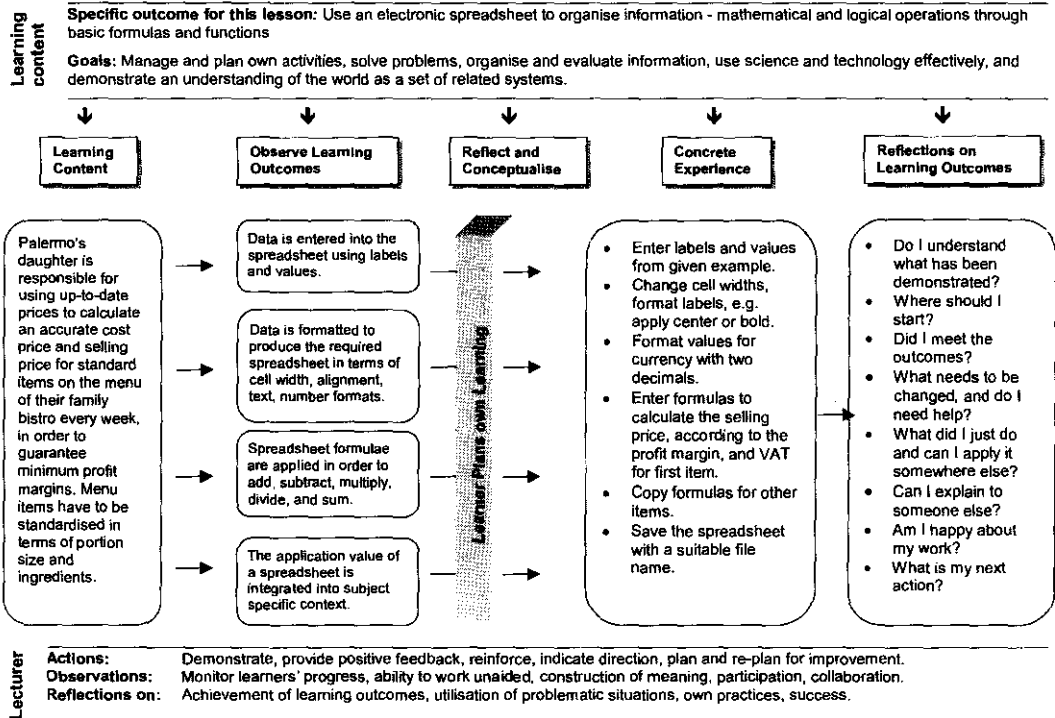 Learning
content
Specific outcome for this lesson: Use an electronic spreadsheet to organise information - mathematical and logical operations through
basic formulas and functions
Goals: Manage and plan own activities, solve problems, organise and evaluate information, use science and technology effectively, and
demonstrate an understanding of the world as a set of related systems.
Learning
Content
Observe Learning
Outcomes
Reflect and
Conceptualise
Concrete
Experience
Reflections on
Learning Outcomes
Palermo's
daughter is
responsible for
using up-to-date
prices to calculate
an accurate cost
price and selling
price for standard
items on the menu
of their family
bistro every week,
in order to
guarantee
minimum profit
margins. Menu
items have to be
standardised in
terms of portion
size and
ingredients.
Data is entered into the
spreadsheet using labels
and values.
Data is formatted to
produce the required
spreadsheet in terms of
cell width, alignment,
text, number formats.
Spreadsheet formulae
are applied in order to
add, subtract, multiply,
divide, and sum.
The application value of
a spreadsheet is
integrated into subject
specific context.
Learner Plans own Learning
• Enter labels and values
from given example.
• Change cell widths,
format labels, e.g.
apply center or bold.
• Format values for
currency with two
decimals.
• Enter formulas to
calculate the selling
price, according to the
profit margin, and VAT
for first item.
• Copy formulas for other
items.
• Save the spreadsheet
with a suitable file
name.
• Do I understand
what has been
demonstrated?
• Where should I
start?
• Did I meet the
outcomes?
• What needs to be
changed, and do I
need help?
• What did I just do
and can I apply it
somewhere else?
• Can I explain to
someone else?
• Am I happy about
my work?
• What is my next
action?
Lecturer
Actions: Demonstrate, provide positive feedback, reinforce, indicate direction, plan and re-plan for improvement.
Observations: Monitor learners' progress, ability to work unaided, construction of meaning, participation, collaboration.
Reflections on: Achievement of learning outcomes, utilisation of problematic situations, own practices, success.